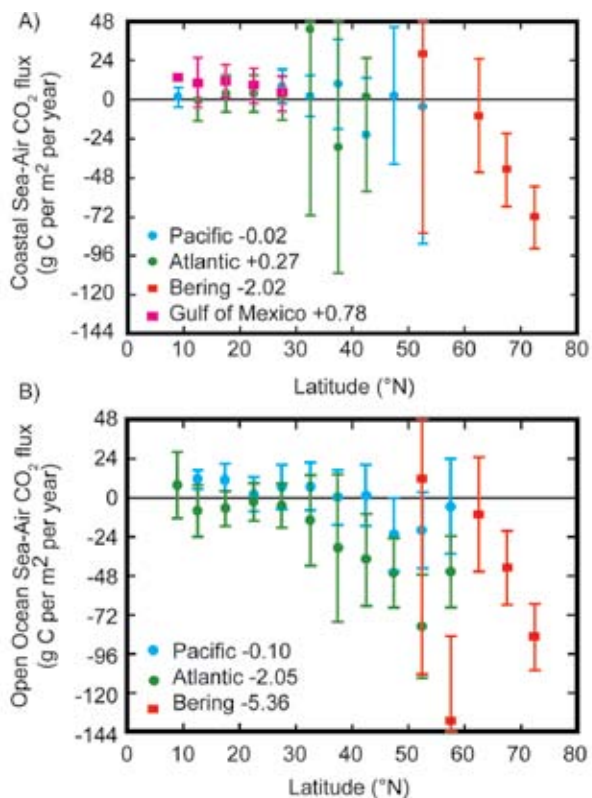 A)
48
24
0
-24
-48
-72
-96
-120
-144
Coastal Sea-Air CO2 flux
(g C per m2 per year)
Pacific -0.02
Atlantic +0.27
Bering -2.02
Gulf of Mexico +0.78
0 10 20 30 40 50 60 70 80
Latitude (°N)
B)
48
24
0
-24
-48
-72
-96
-120
-144
Open Ocean Sea-Air CO2 flux
(g C per m2 per year)
Pacific -0.10
Atlantic -2.05
Bering -5.36
0 10 20 30 40 50 60 70 80
Latitude (°N)